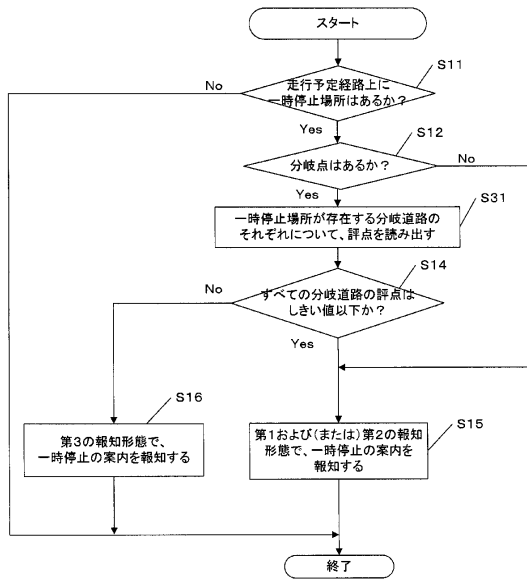 スタート
S11
走行予定経路上に
一時停止場所はあるか？
No
Yes
S12
分岐点はあるか？
No
Yes
S31
一時停止場所が存在する分岐道路の
それぞれについて、評点を読み出す
S14
すべての分岐道路の評点は
しきい値以下か？
No
Yes
S16
第3の報知形態で、
一時停止の案内を報知する
S15
第1および(または)第2の報知
形態で、一時停止の案内を
報知する
終了